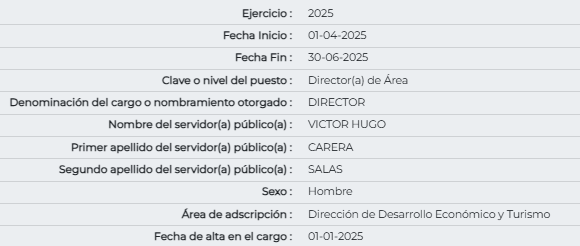 Ejercicio : 2025
Fecha Inicio : 01-04-2025
Fecha Fin : 30-06-2025
Clave o nivel del puesto : Director(a) de Área
Denominación del cargo o nombramiento otorgado : DIRECTOR
Nombre del servidor(a) público(a) : VICTOR HUGO
Primer apellido del servidor(a) público(a) : CARERA
Segundo apellido del servidor(a) público(a) : SALAS
Sexo : Hombre
Área de adscripción : Dirección de Desarrollo Económico y Turismo
Fecha de alta en el cargo : 01-01-2025